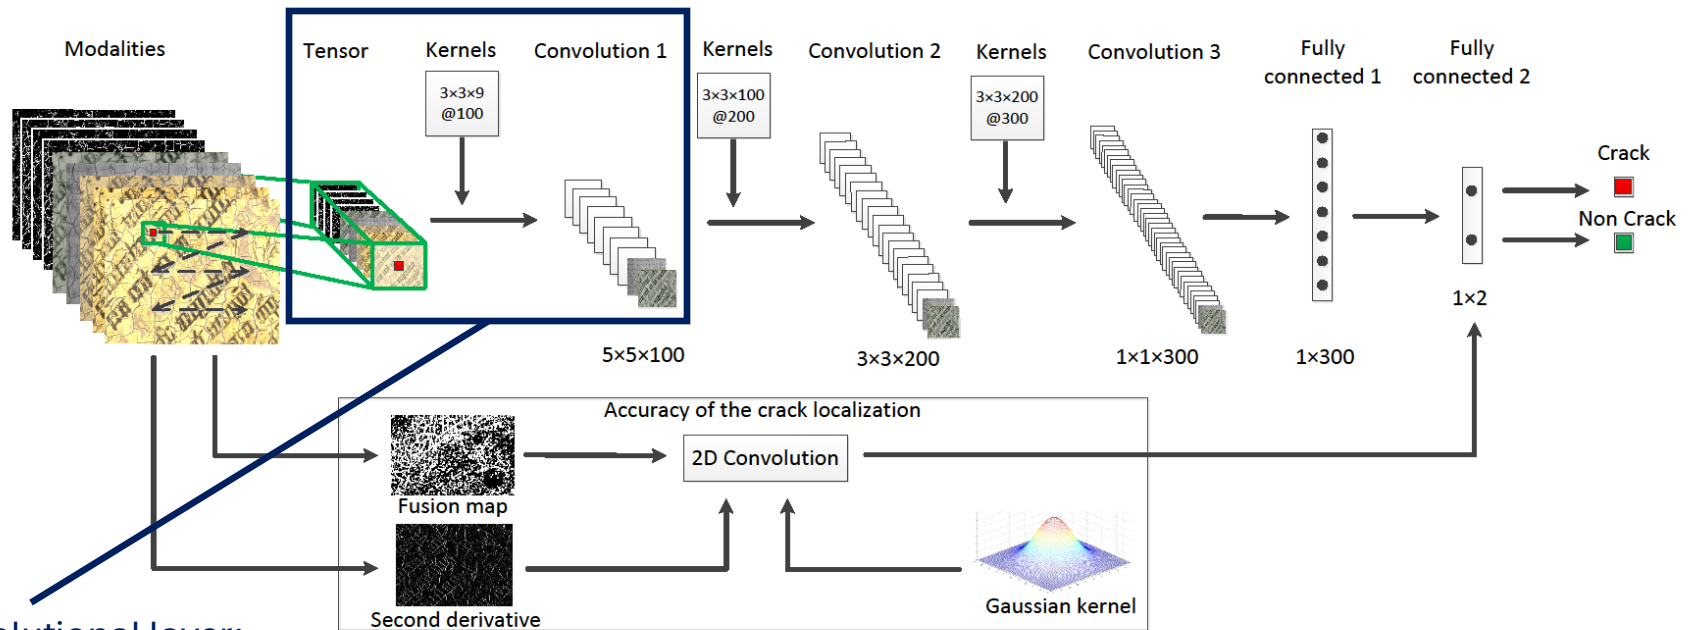 Modalities
Tensor
Kernels
Convolution 1
Kernels
Convolution 2
Kernels
Convolution 3
Fully
connected 1
Fully
connected 2
3×3×9
@100
3×3×100
@200
3×3×200
@300
Crack
Non Crack
1×2
5×5×100
3×3×200
1×1×300
1×300
Accuracy of the crack localization
2D Convolution
Fusion map
Gaussian kernel
Second derivative